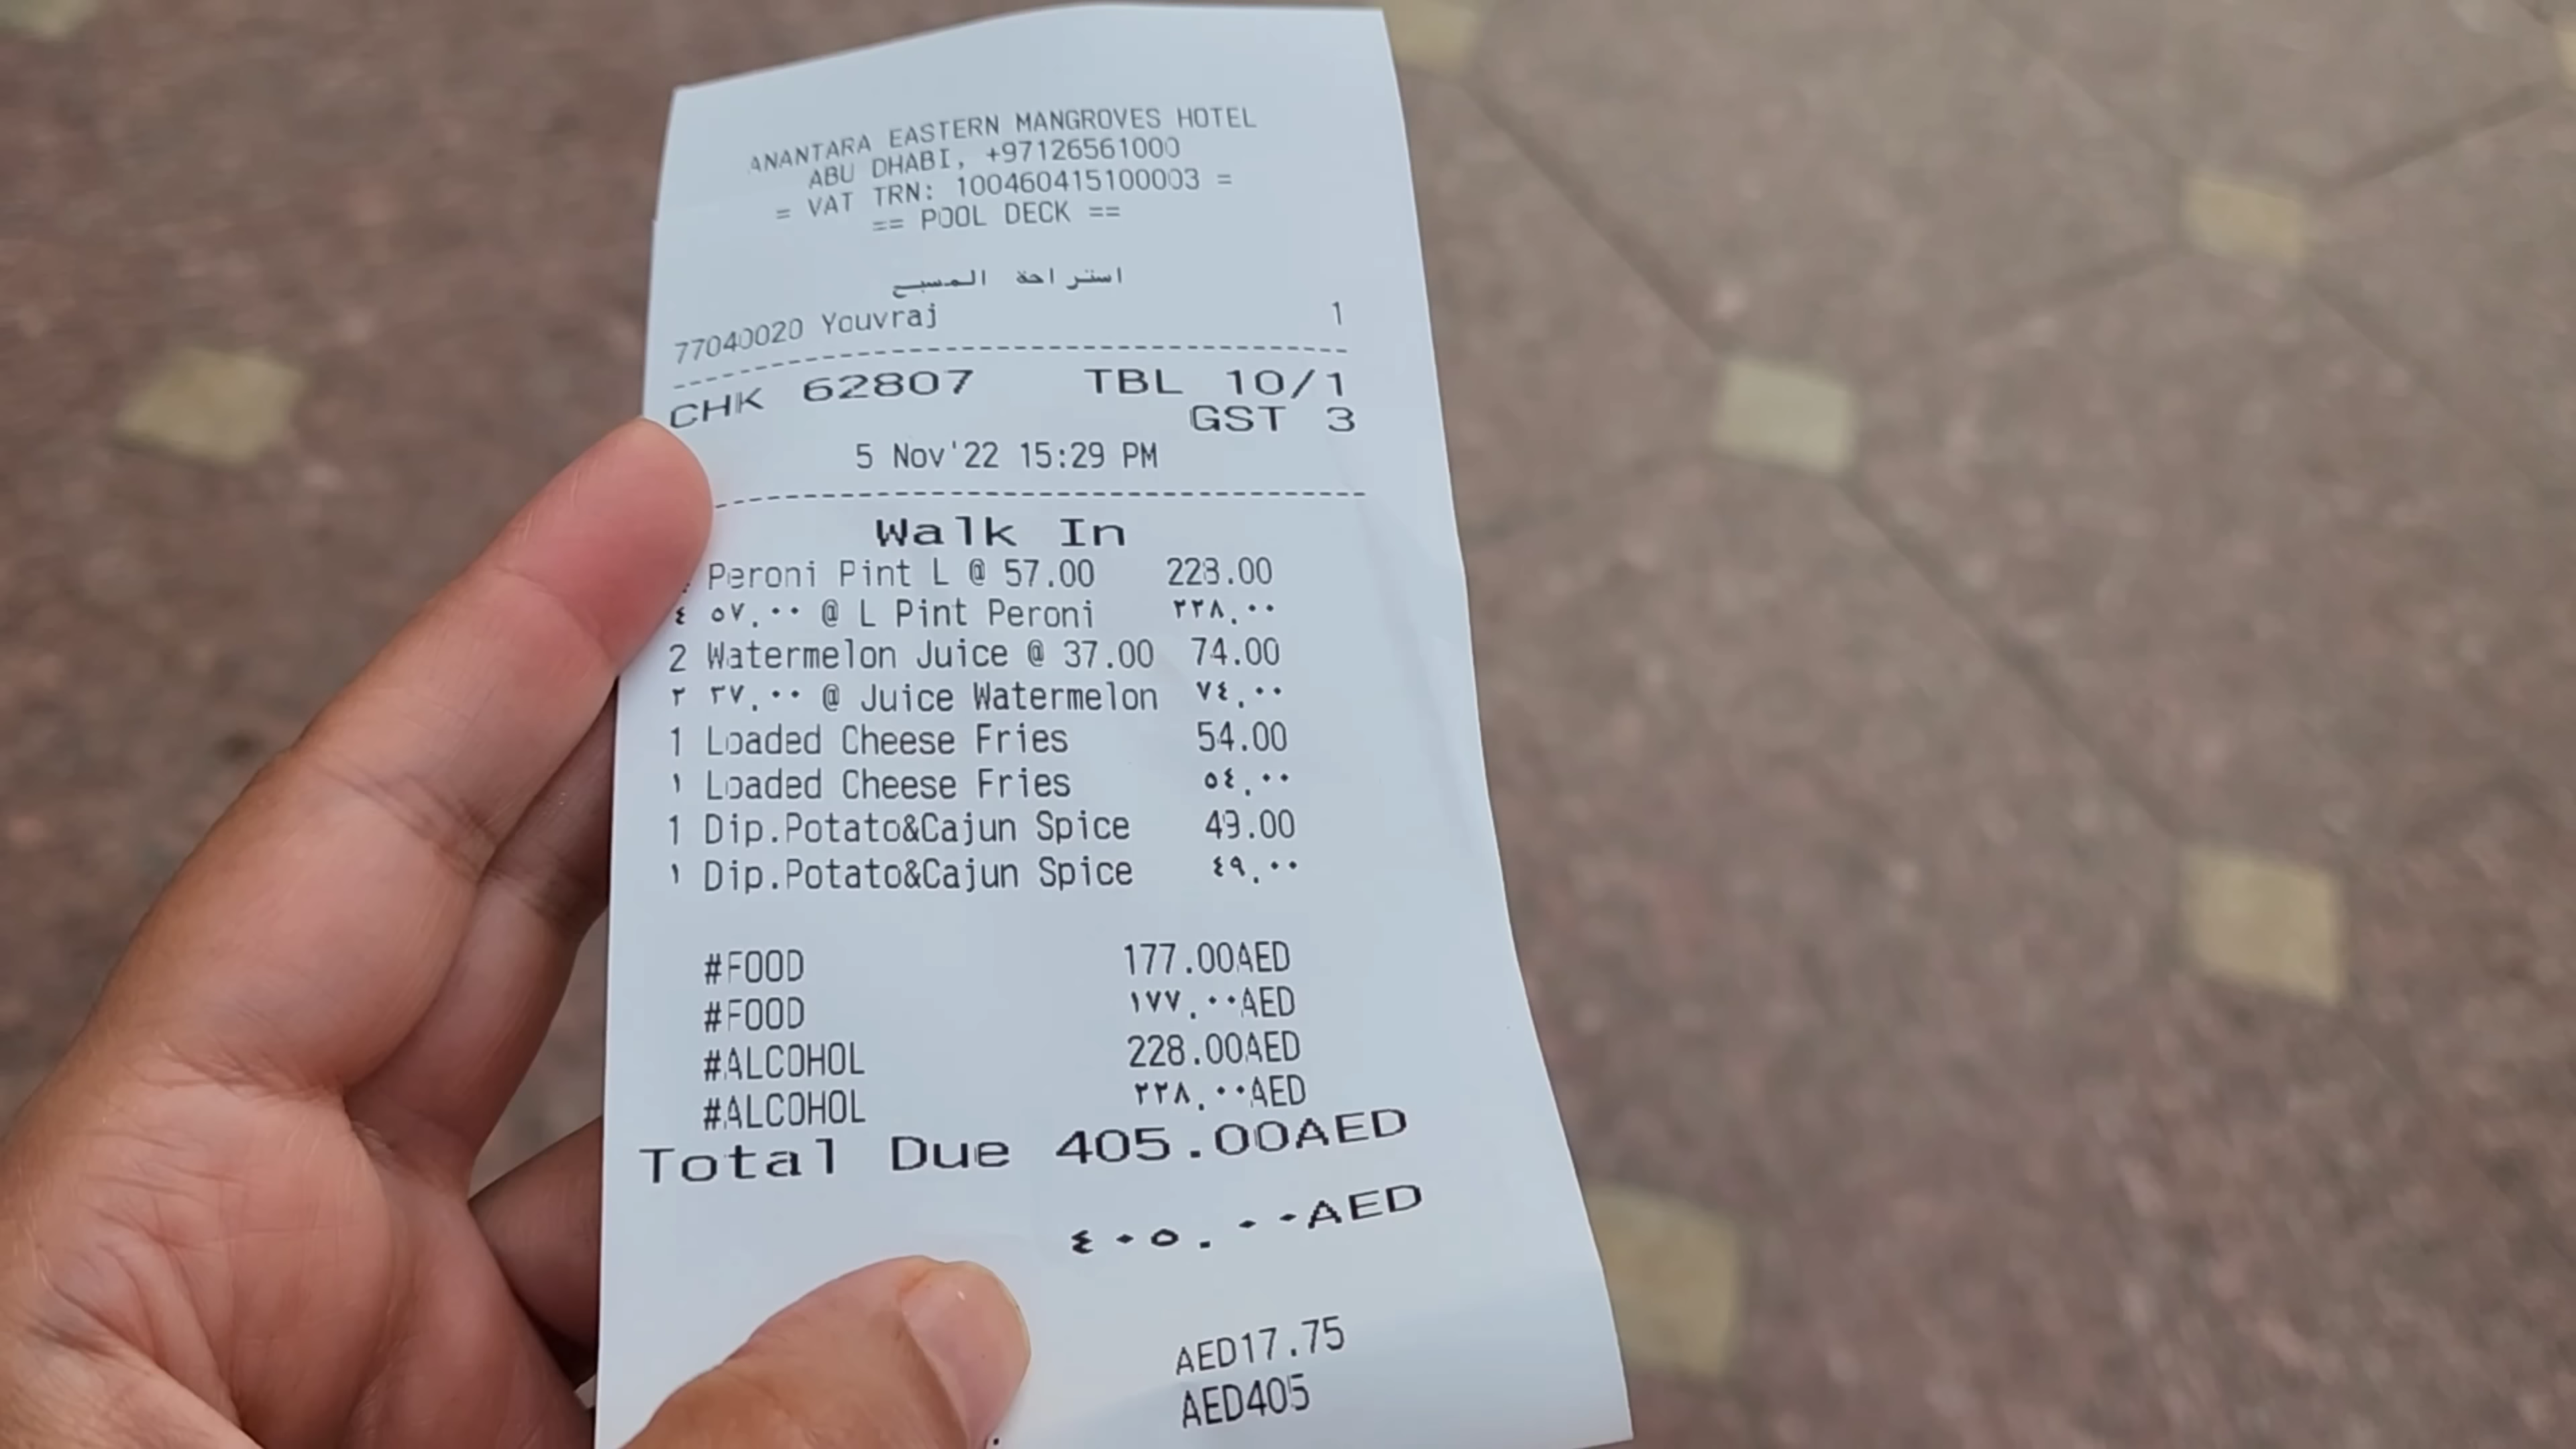 ANANTARA EASTERN MANGROVES HOTEL
ABU DHABI, +97126561000
= VAT TRN: 100460415100003 =
== POOL DECK ==
استراحة المسبح
77040020 Youvraj 1
CHK 62807 TBL 10/1
GST 3
5 Nov'22 15:29 PM
Walk In
Peroni Pint L @ 57.00 228.00
٤ ٥٧.٠٠ @ L Pint Peroni ٢٢٨.٠٠
2 Watermelon Juice @ 37.00 74.00
٢ ٣٧.٠٠ @ Juice Watermelon ٧٤.٠٠
1 Loaded Cheese Fries 54.00
١ Loaded Cheese Fries ٥٤.٠٠
1 Dip.Potato&Cajun Spice 49.00
١ Dip.Potato&Cajun Spice ٤٩.٠٠
#FOOD 177.00AED
#FOOD ١٧٧.٠٠AED
#ALCOHOL 228.00AED
#ALCOHOL ٢٢٨.٠٠AED
Total Due 405.00AED
٤٠٥.٠٠AED
AED17.75
AED405